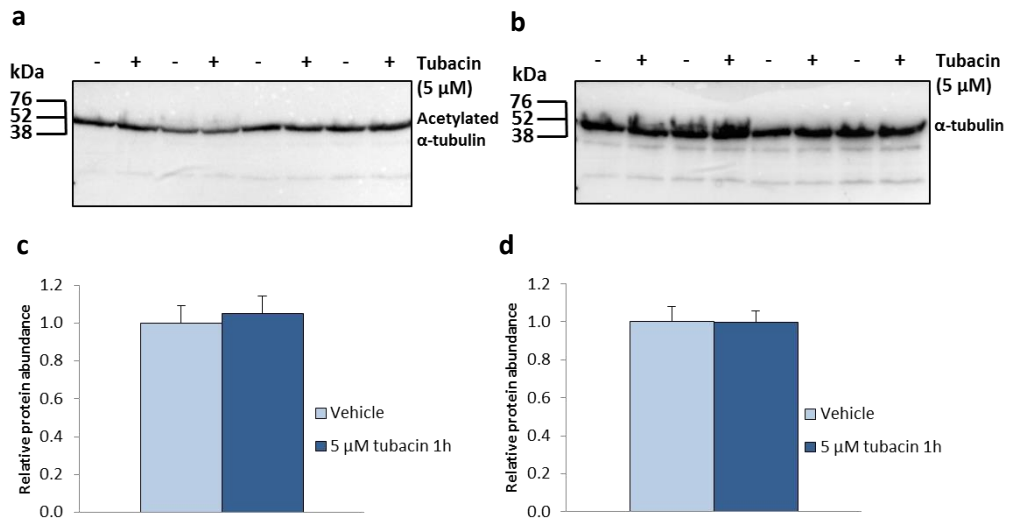 a
- + - + - + - + Tubacin
(5 µM)
kDa
76
52
38
Acetylated
α-tubulin
b
- + - + - + - + Tubacin
(5 µM)
kDa
76
52
38
α-tubulin
c
Relative protein abundance
1.2
1.0
0.8
0.6
0.4
0.2
0.0
Vehicle
5 µM tubacin 1h
d
Relative protein abundance
1.2
1.0
0.8
0.6
0.4
0.2
0.0
Vehicle
5 µM tubacin 1h